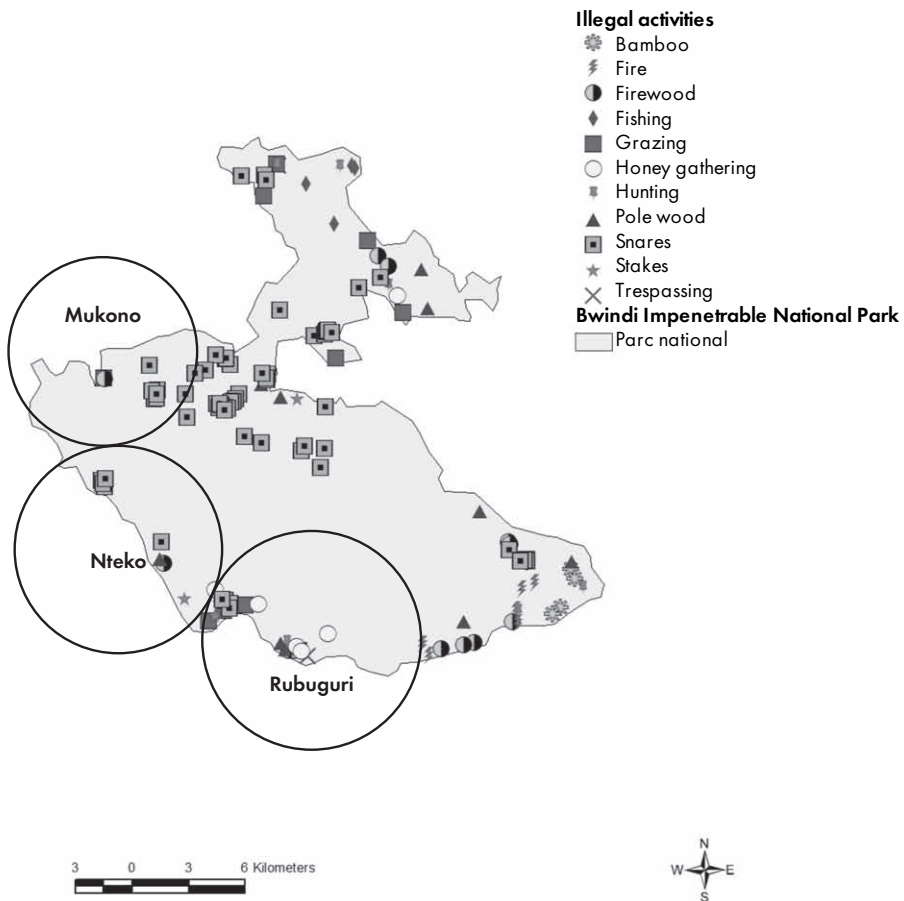 Illegal activities
Bamboo
Fire
Firewood
Fishing
Grazing
Honey gathering
Hunting
Pole wood
Snares
Stakes
Trespassing
Bwindi Impenetrable National Park
Parc national
Mukono
Nteko
Rubuguri
3 0 3 6 Kilometers
N
W E
S